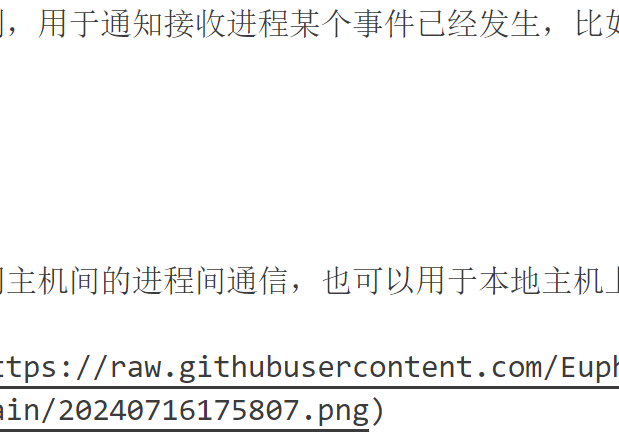 ，用于通知接收进程某个事件已经发生，比如
主机间的进程间通信，也可以用于本地主机上
ttps://raw.githubusercontent.com/Euph
ain/20240716175807.png)